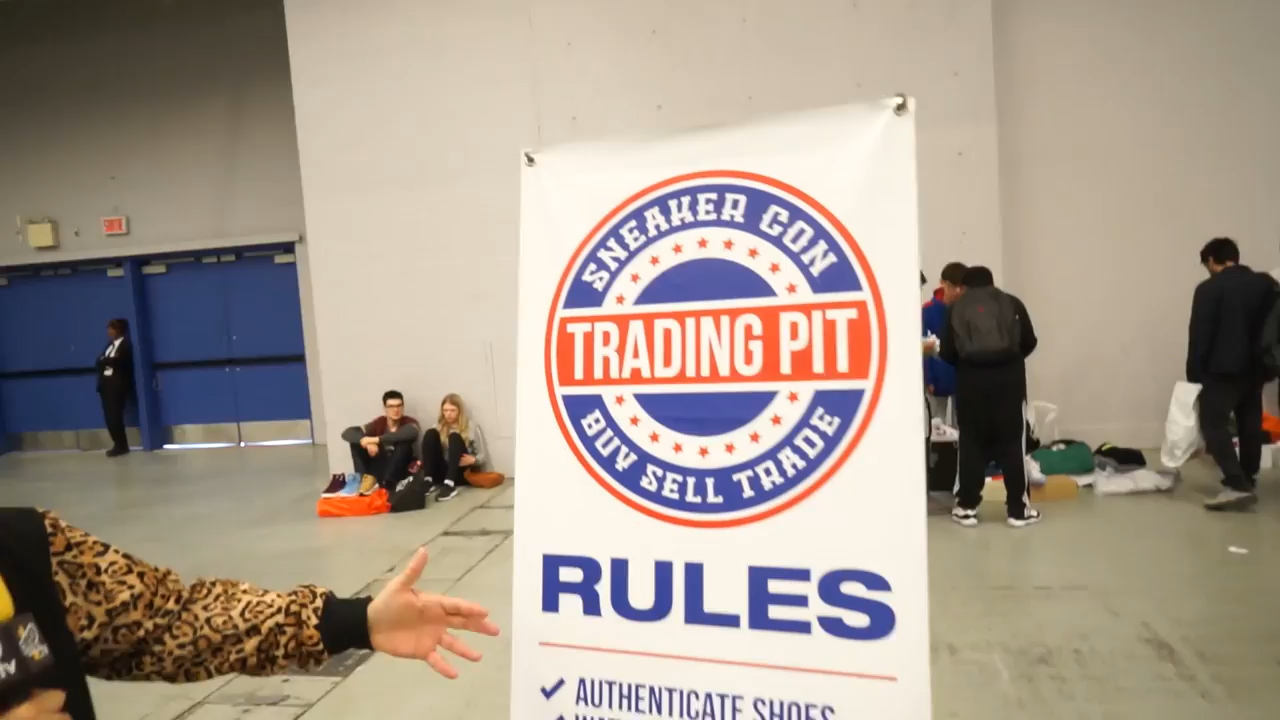 SNEAKER CON
TRADING PIT
BUY SELL TRADE
RULES
AUTHENTICATE SHOES